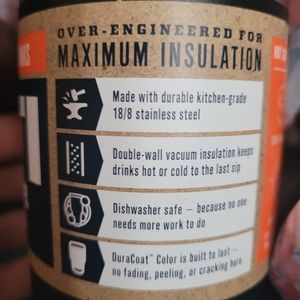 OVER-ENGINEERED FOR
MAXIMUM INSULATION
Made with durable kitchen-grade
18/8 stainless steel
Double-wall vacuum insulation keeps
drinks hot or cold to the last sip
Dishwasher safe — because no one
needs more work to do
DuraCoat™ Color is built to last —
no fading, peeling, or cracking here